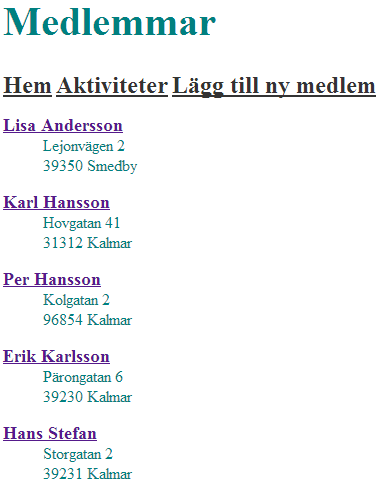 Medlemmar
Hem Aktiviteter Lägg till ny medlem
Lisa Andersson
Lejonvägen 2
39350 Smedby
Karl Hansson
Hovgatan 41
31312 Kalmar
Per Hansson
Kolgatan 2
96854 Kalmar
Erik Karlsson
Pärongatan 6
39230 Kalmar
Hans Stefan
Storgatan 2
39231 Kalmar